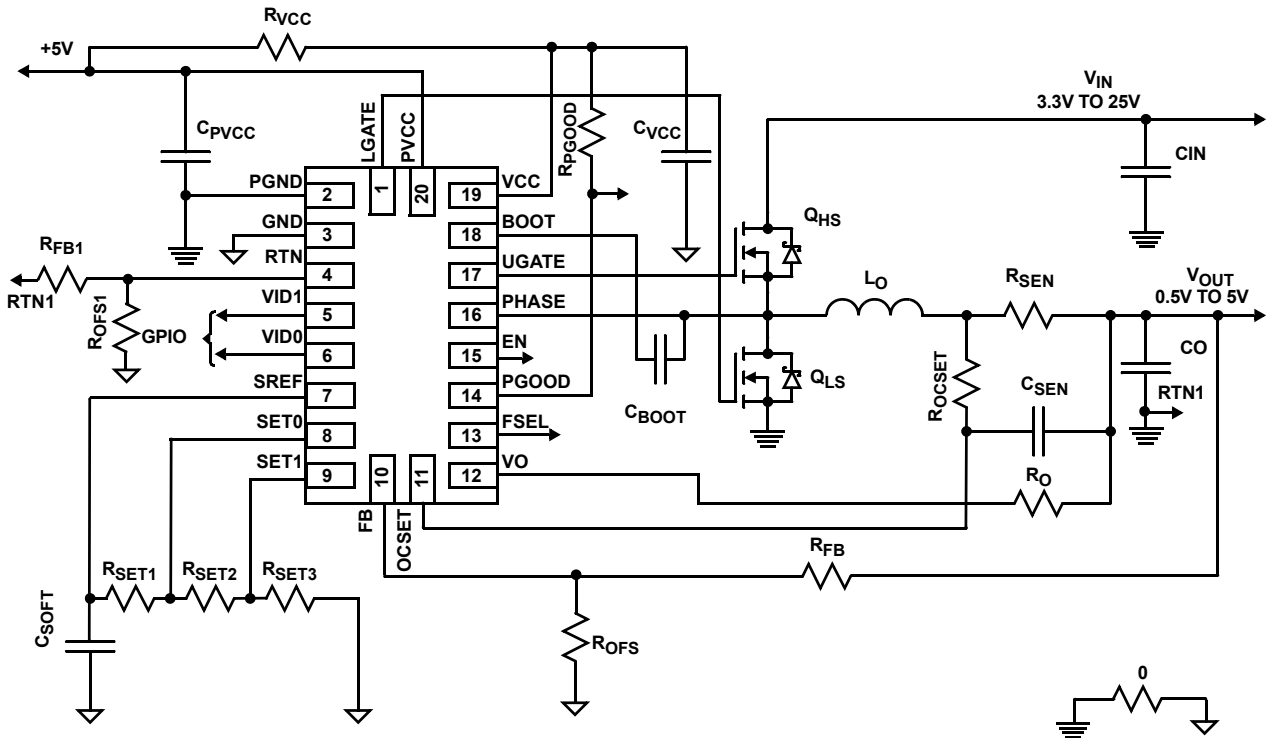 RVCC
+5V
VIN
3.3V TO 25V
CPVCC
LGATE
PVCC
RPGOOD
CVCC
CIN
PGND
2
1
20
19
VCC
GND
3
18
BOOT
QHS
RFB1
RTN
4
17
UGATE
RTN1
ROFS1
GPIO
VID1
5
16
PHASE
LO
RSEN
VOUT
0.5V TO 5V
VID0
6
15
EN
SREF
7
14
PGOOD
CBOOT
QLS
ROCSET
CSEN
CO
RTN1
SET0
8
13
FSEL
SET1
9
10
11
12
VO
RO
FB
OCSET
RFB
RSET1
RSET2
RSET3
CSOFT
ROFS
0